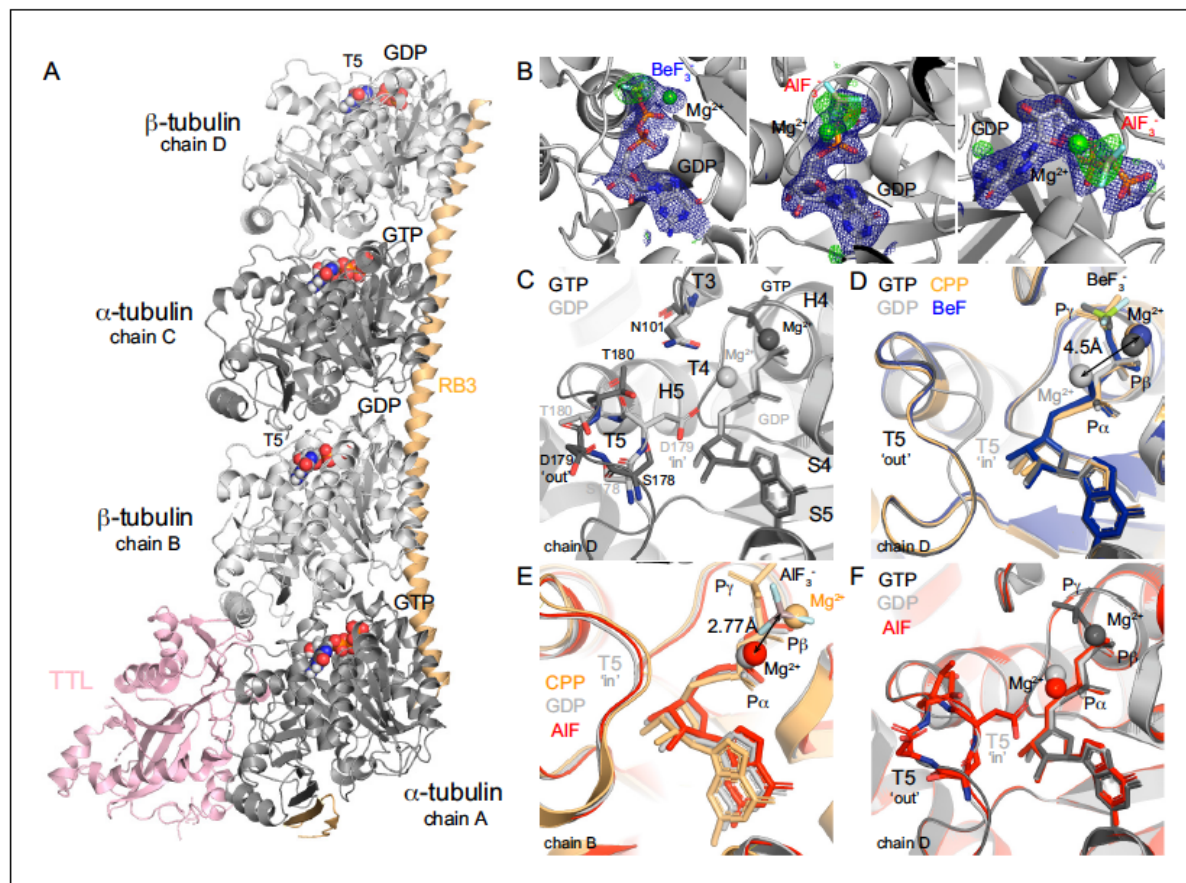 A
T5
GDP
β-tubulin
chain D
GTP
α-tubulin
chain C
RB3
GDP
T5
β-tubulin
chain B
GTP
TTL
α-tubulin
chain A
B
BeF3-
Mg2+
GDP
AlF3-
Mg2+
GDP
GDP
AlF3-
Mg2+
C
GTP
GDP
T3
GTP
H4
N101
Mg2+
Mg2+
T180
T4
H5
T180
GDP
T5
D179
'in'
D179
'out'
S178
S178
S4
S5
chain D
D
GTP
CPP
GDP
BeF
BeF3-
Pγ
Mg2+
4.5Å
Mg2+
Pβ
Pα
T5
'out'
T5
'in'
chain D
E
AlF3-
Pγ
Mg2-
2.77Å
Pβ
T5
'in'
Mg2+
CPP
GDP
AlF
Pα
chain B
F
GTP
GDP
AlF
Pγ
Mg2+
Pβ
Mg2+
Pα
T5
'in'
T5
'out'
chain D